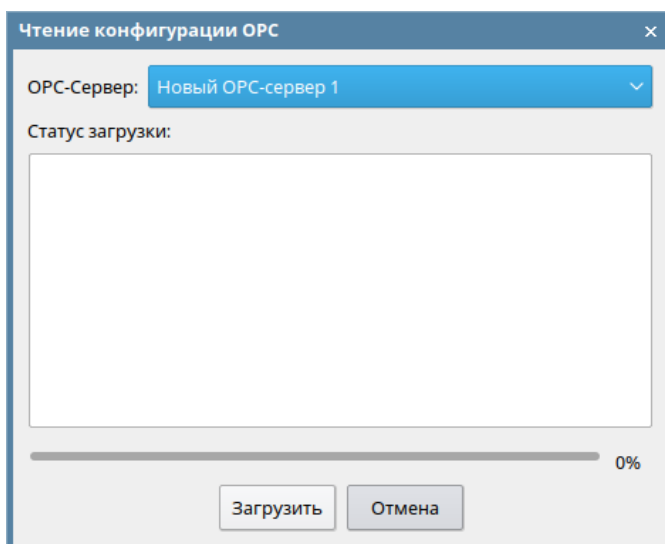 Чтение конфигурации OPC
OPC-Сервер: Новый OPC-сервер 1
Статус загрузки:
0%
Загрузить Отмена